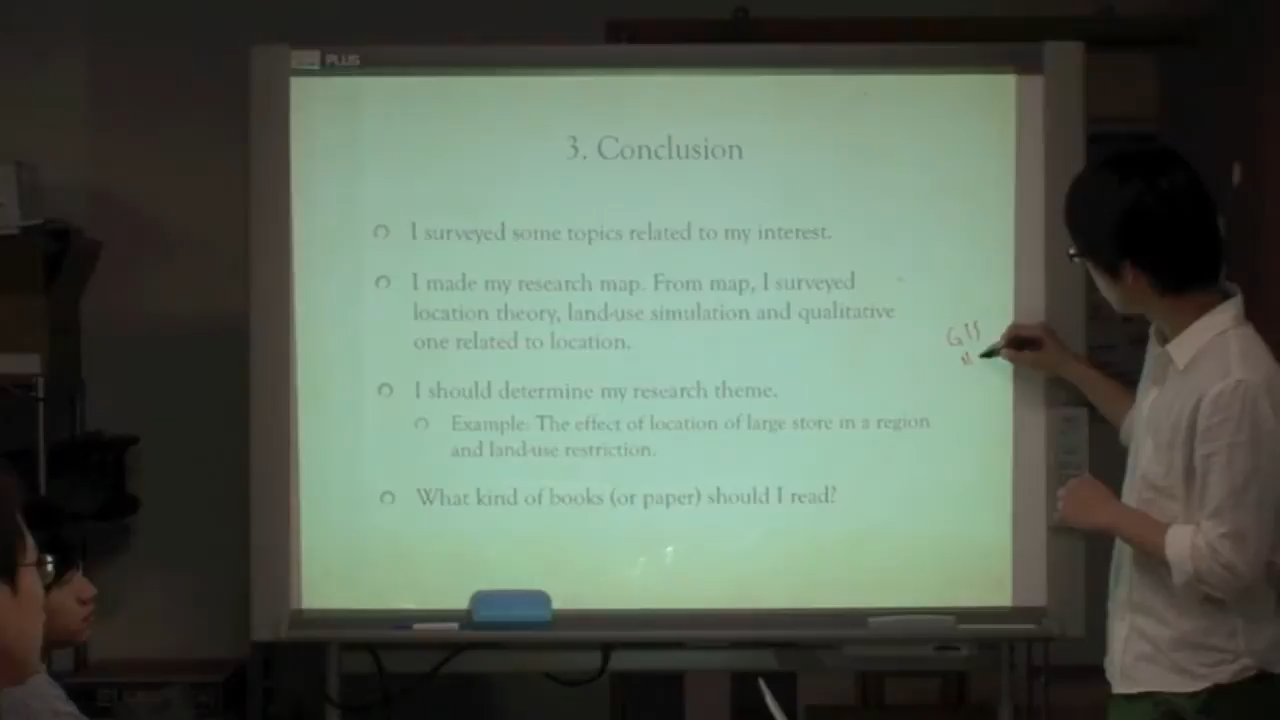 PLUS
3. Conclusion
I surveyed some topics related to my interest.
I made my research map. From map, I surveyed
location theory, land-use simulation and qualitative
one related to location.
I should determine my research theme.
Example: The effect of location of large store in a region
and land-use restriction.
What kind of books (or paper) should I read?
GIS